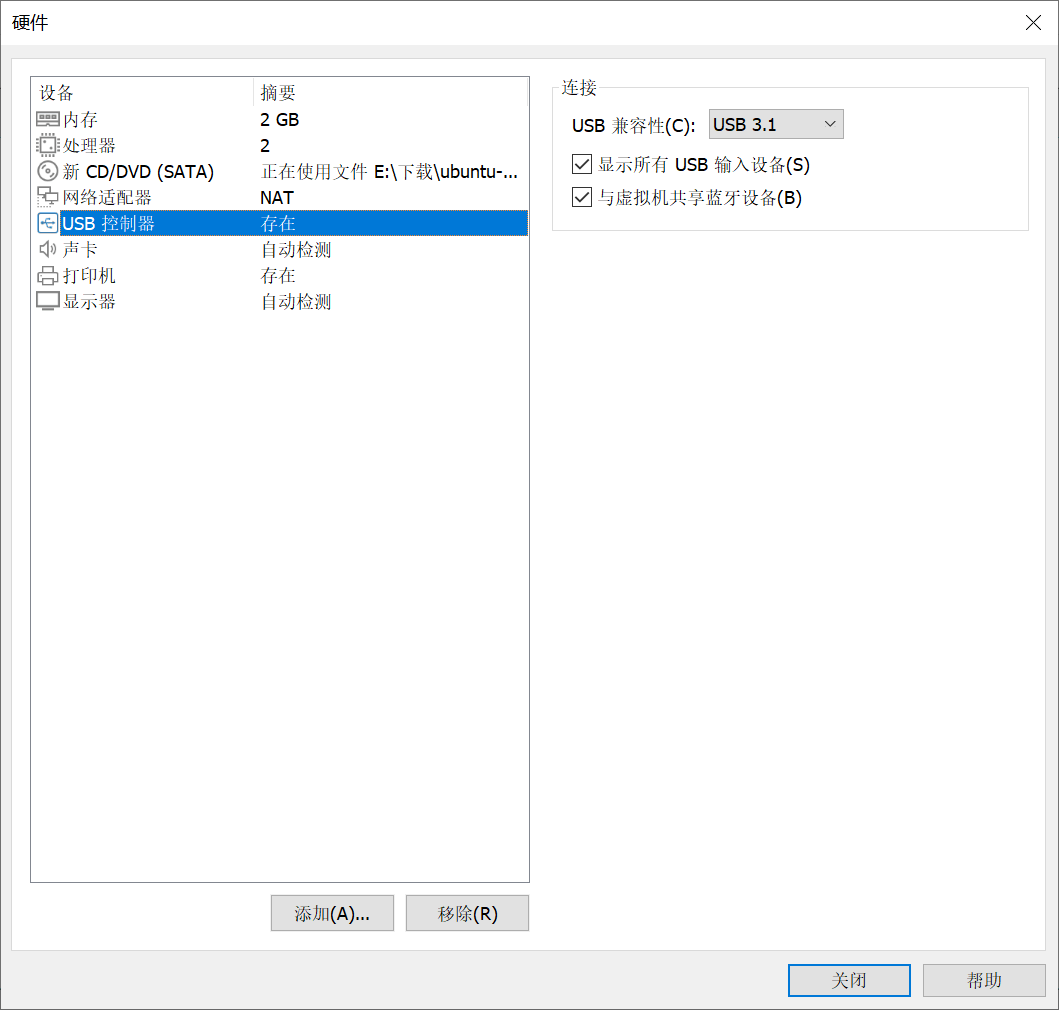 硬件
设备 摘要
内存 2 GB
处理器 2
新 CD/DVD (SATA) 正在使用文件 E:\下载\ubuntu-...
网络适配器 NAT
USB 控制器 存在
声卡 自动检测
打印机 存在
显示器 自动检测
添加(A)... 移除(R)
连接
USB 兼容性(C): USB 3.1
显示所有 USB 输入设备(S)
与虚拟机共享蓝牙设备(B)
关闭 帮助